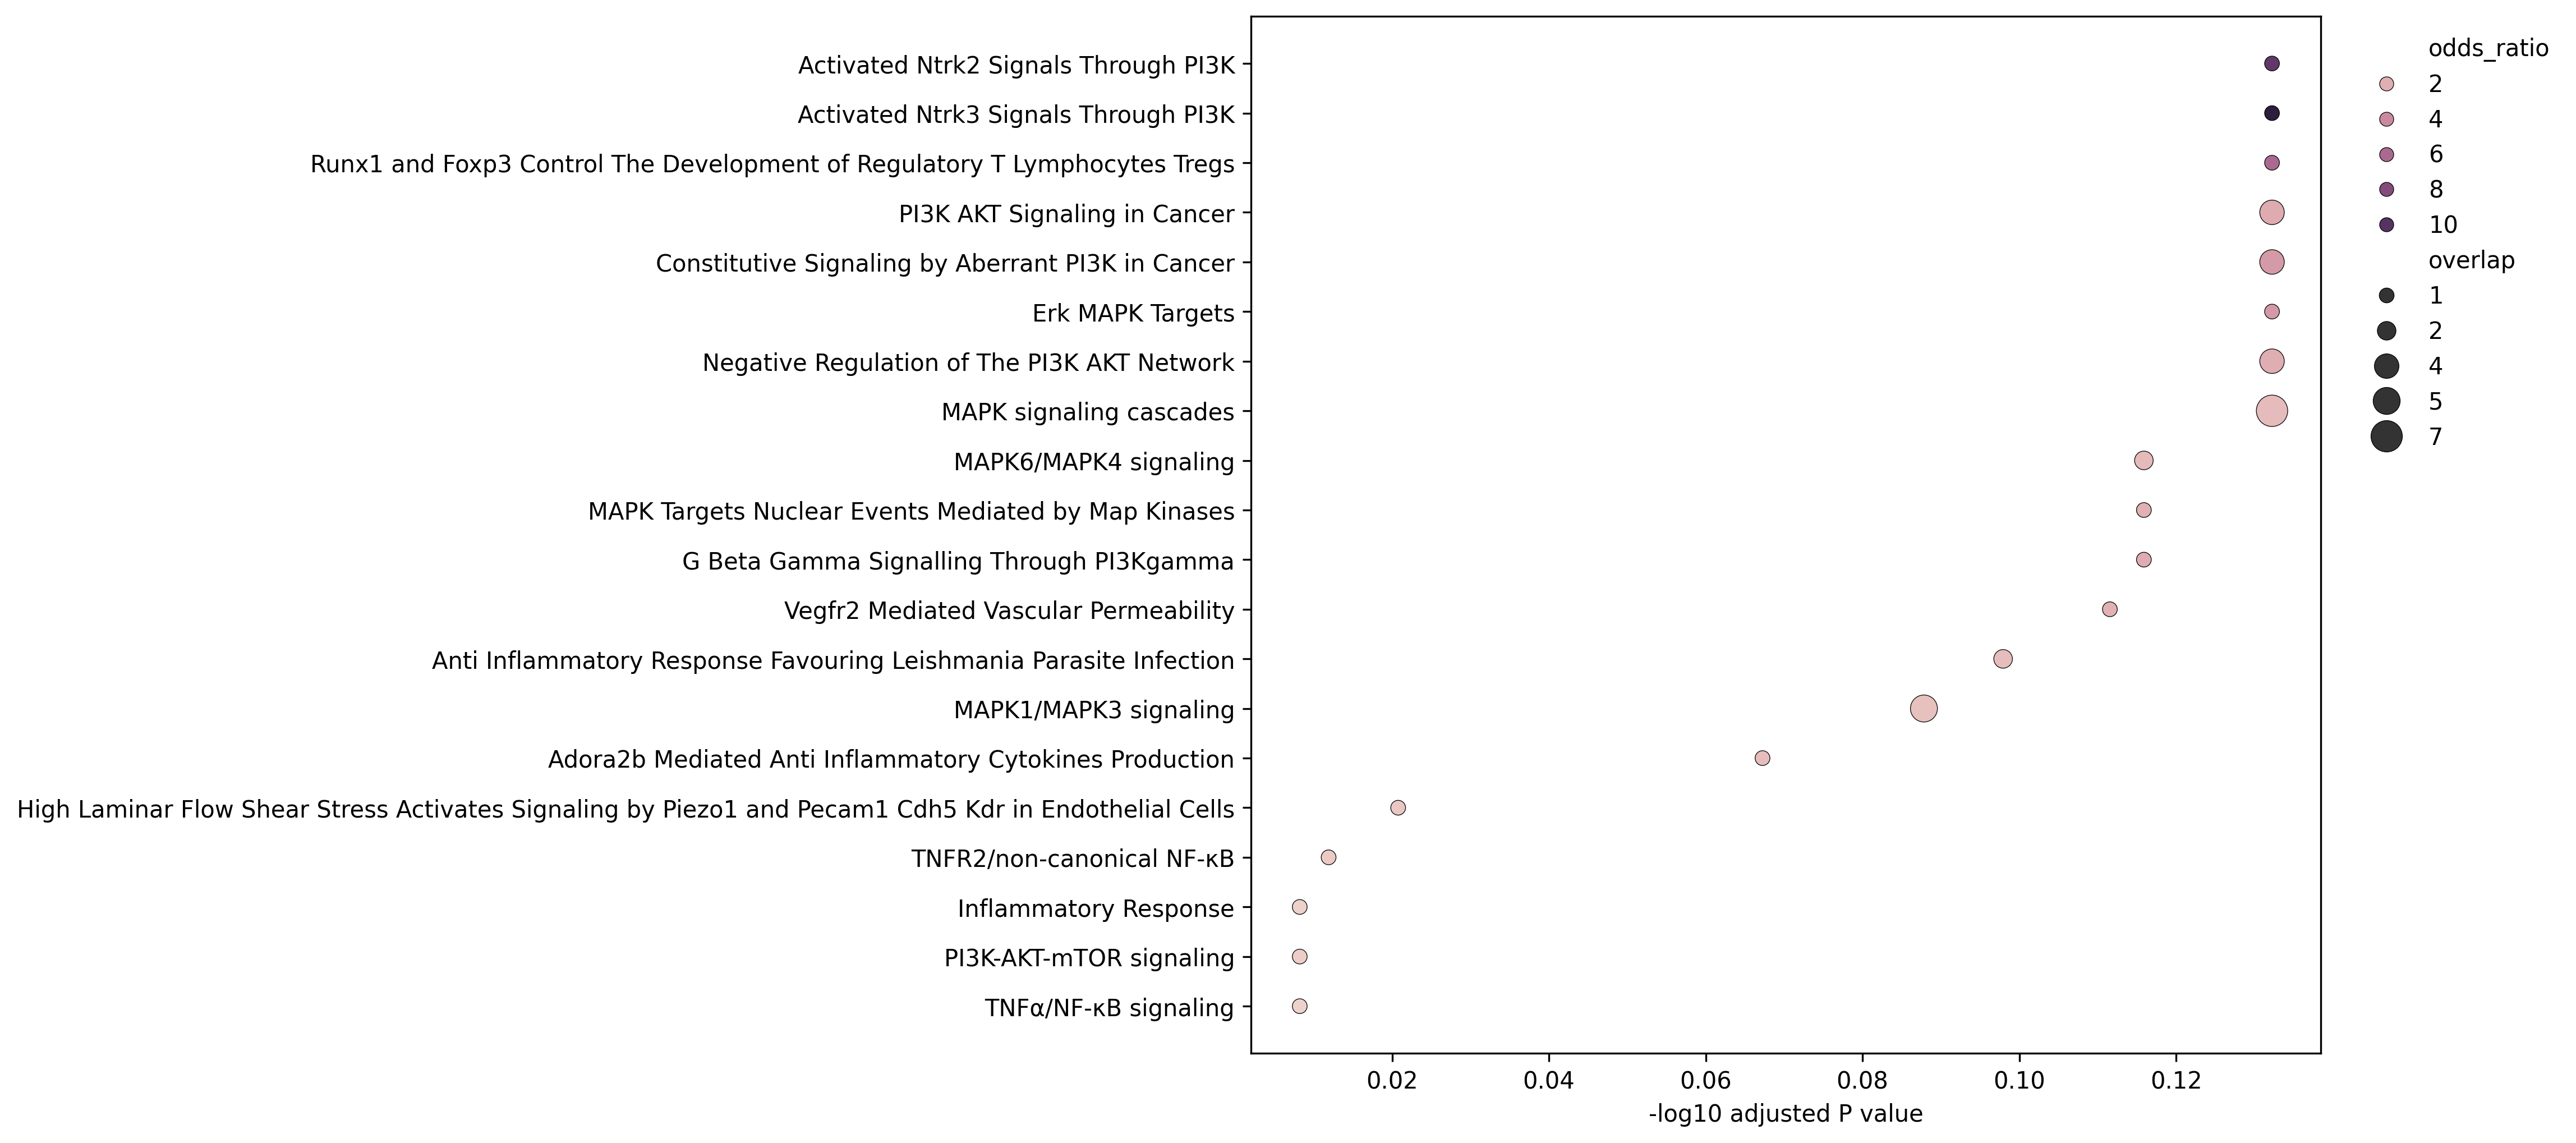 Activated Ntrk2 Signals Through PI3K
Activated Ntrk3 Signals Through PI3K
Runx1 and Foxp3 Control The Development of Regulatory T Lymphocytes Tregs
PI3K AKT Signaling in Cancer
Constitutive Signaling by Aberrant PI3K in Cancer
Erk MAPK Targets
Negative Regulation of The PI3K AKT Network
MAPK signaling cascades
MAPK6/MAPK4 signaling
MAPK Targets Nuclear Events Mediated by Map Kinases
G Beta Gamma Signalling Through PI3Kgamma
Vegfr2 Mediated Vascular Permeability
Anti Inflammatory Response Favouring Leishmania Parasite Infection
MAPK1/MAPK3 signaling
Adora2b Mediated Anti Inflammatory Cytokines Production
High Laminar Flow Shear Stress Activates Signaling by Piezo1 and Pecam1 Cdh5 Kdr in Endothelial Cells
TNFR2/non-canonical NF-κB
Inflammatory Response
PI3K-AKT-mTOR signaling
TNFα/NF-κB signaling
0.02 0.04 0.06 0.08 0.10 0.12
-log10 adjusted P value
odds_ratio
2
4
6
8
10
overlap
1
2
4
5
7